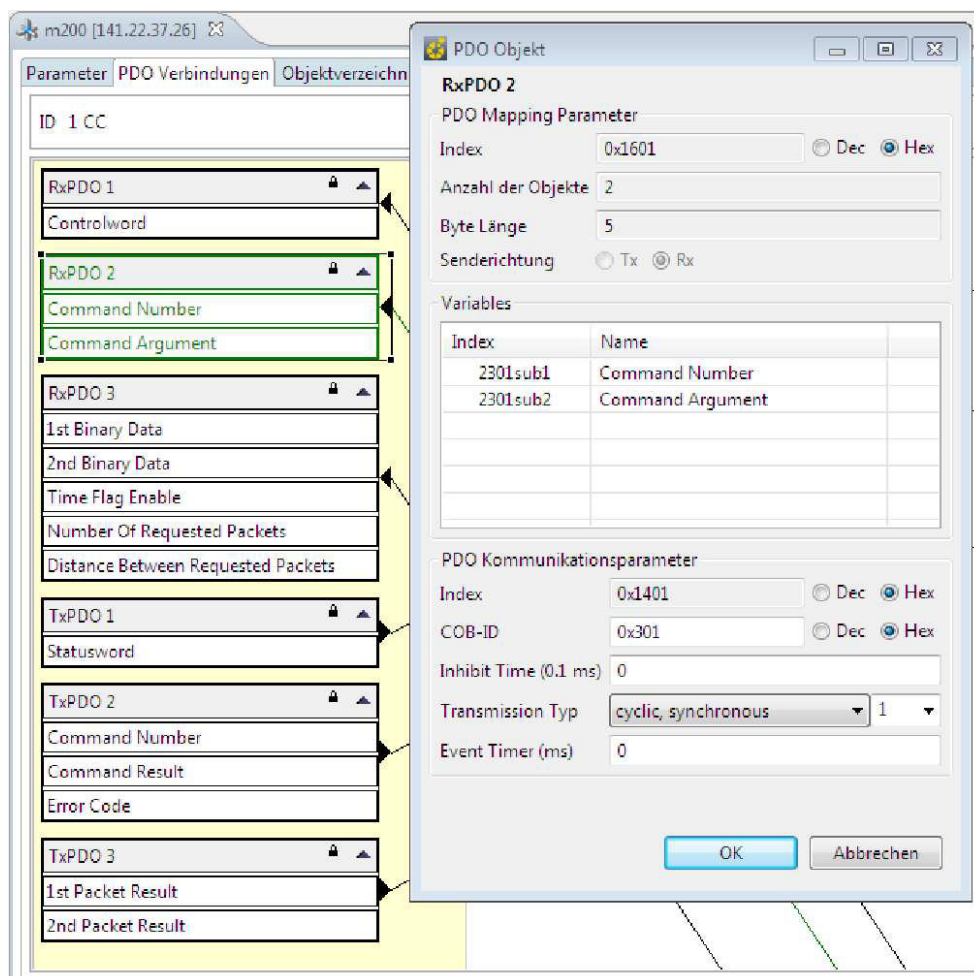 m200 [141.22.37.26]
Parameter PDO Verbindungen Objektverzeichn
ID 1 CC
RxPDO 1
Controlword
RxPDO 2
Command Number
Command Argument
RxPDO 3
1st Binary Data
2nd Binary Data
Time Flag Enable
Number Of Requested Packets
Distance Between Requested Packets
TxPDO 1
Statusword
TxPDO 2
Command Number
Command Result
Error Code
TxPDO 3
1st Packet Result
2nd Packet Result
PDO Objekt
RxPDO 2
PDO Mapping Parameter
Index 0x1601 Dec Hex
Anzahl der Objekte 2
Byte Länge 5
Senderichtung Tx Rx
Variables
Index Name
2301sub1 Command Number
2301sub2 Command Argument
PDO Kommunikationsparameter
Index 0x1401 Dec Hex
COB-ID 0x301 Dec Hex
Inhibit Time (0.1 ms) 0
Transmission Typ cyclic, synchronous 1
Event Timer (ms) 0
OK Abbrechen